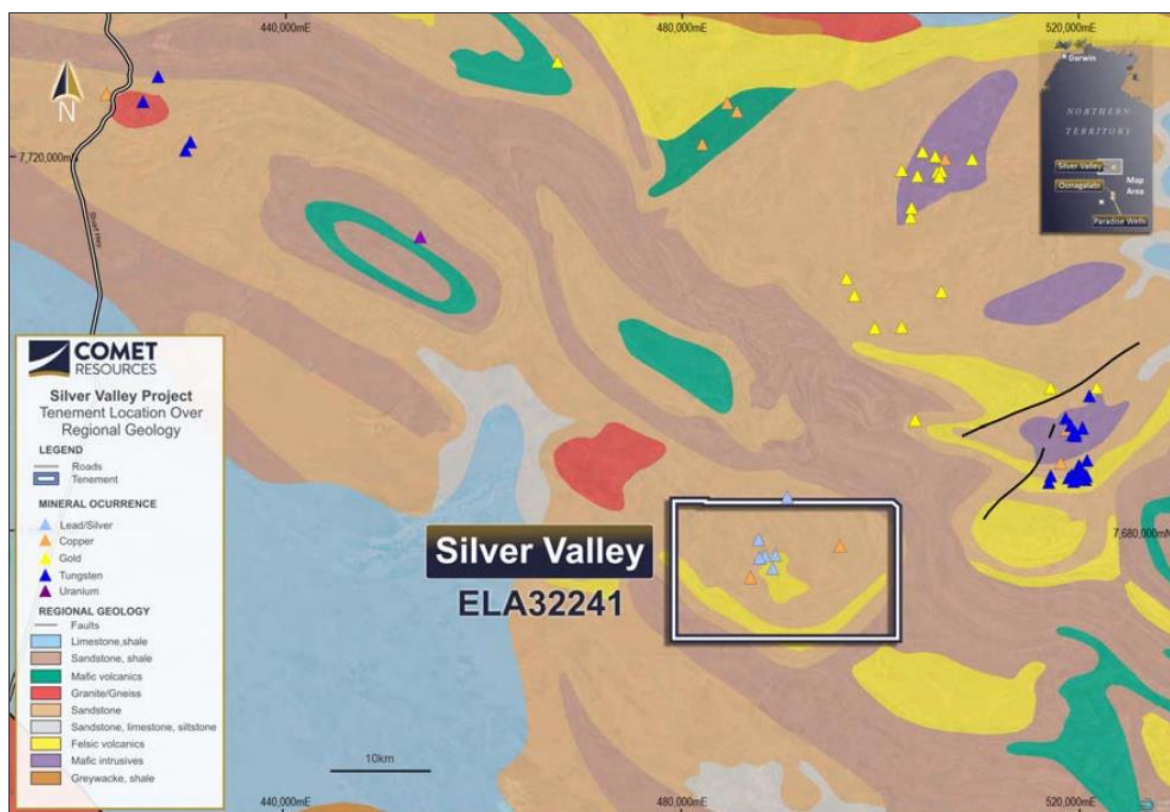 440,000mE
480,000mE
520,000mE
Darwin
NORTHERN
TERRITORY
Silver Valley
Map
Area
Oonagalabi
Paradise Wells
N
7,720,000mN
Stuart Hwy
COMET
RESOURCES
Silver Valley Project
Tenement Location Over
Regional Geology
LEGEND
Roads
Tenement
MINERAL OCURRENCE
Lead/Silver
Copper
Gold
Tungsten
Uranium
REGIONAL GEOLOGY
Faults
Limestone,shale
Sandstone, shale
Mafic volcanics
Granite/Gneiss
Sandstone
Sandstone, limestone, siltstone
Felsic volcanics
Mafic intrusives
Greywacke, shale
Silver Valley
ELA32241
7,680,000mN
10km
440,000mE
480,000mE
520,000mE